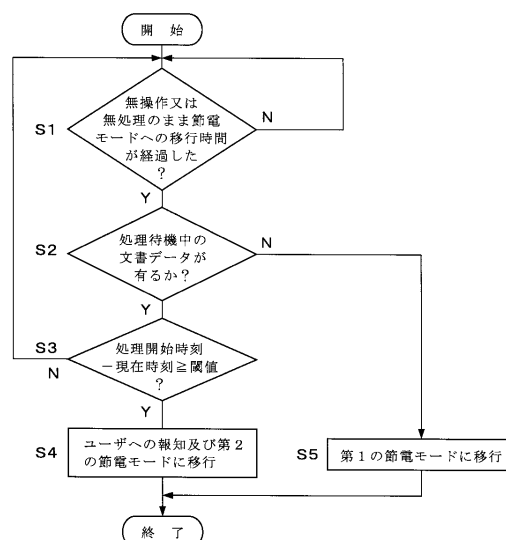 開 始
S1
無操作又は
無処理のまま節電
モードへの移行時間
が経過した
?
N
Y
S2
処理待機中の
文書データが
有るか?
N
Y
S3
処理開始時刻
-現在時刻≧閾値
?
N
Y
S4
ユーザへの報知及び第2
の節電モードに移行
S5
第1の節電モードに移行
終 了